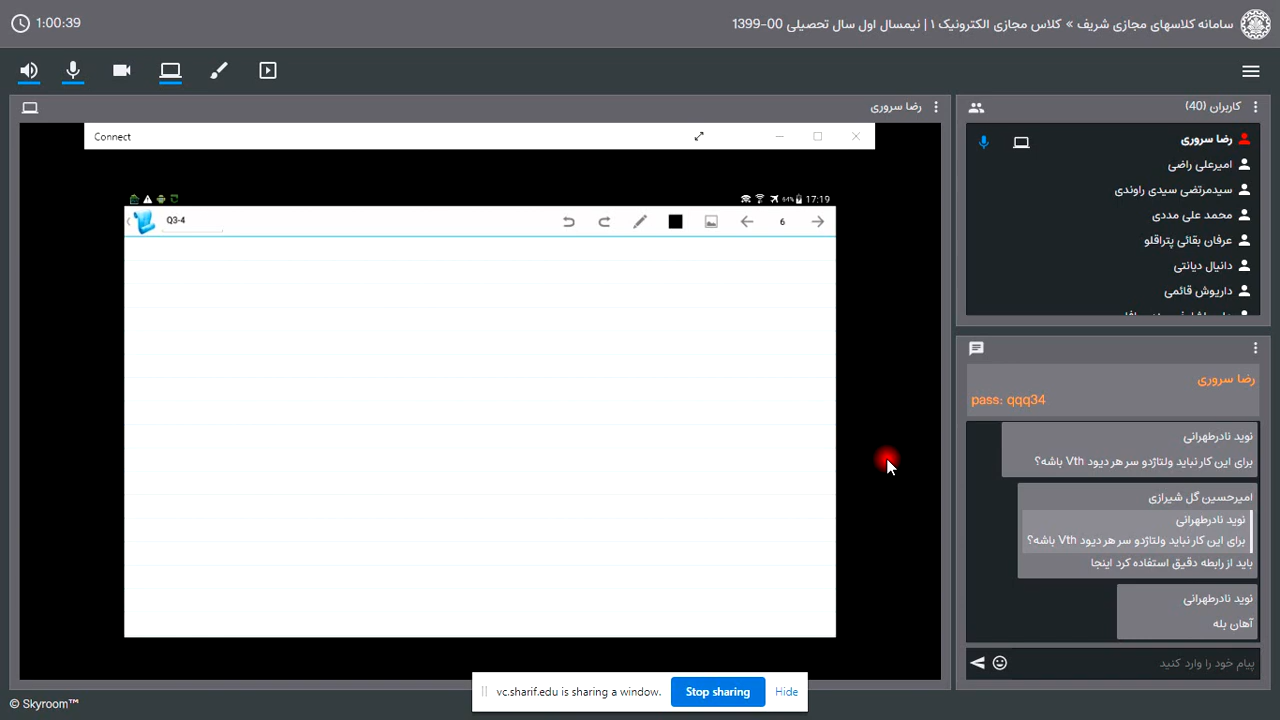 1:00:39
سامانه کلاسهای مجازی شریف » کلاس مجازی الکترونیک ۱ | نیمسال اول سال تحصیلی 00-1399
رضا سروری
Connect
17:19
64%
Q3-4
6
کاربران (40)
رضا سروری
امیرعلی راضی
سیدمرتضی سیدی راوندی
محمد علی مددی
عرفان بقائی پتراقلو
دانیال دیانتی
داریوش قائمی
رضا سروری
pass: qqq34
نوید نادرطهرانی
برای این کار نباید ولتاژدو سر هر دیود Vth باشه؟
امیرحسین گل شیرازی
نوید نادرطهرانی
برای این کار نباید ولتاژدو سر هر دیود Vth باشه؟
باید از رابطه دقیق استفاده کرد اینجا
نوید نادرطهرانی
آهان بله
پیام خود را وارد کنید
vc.sharif.edu is sharing a window.
Stop sharing
Hide
© Skyroom™